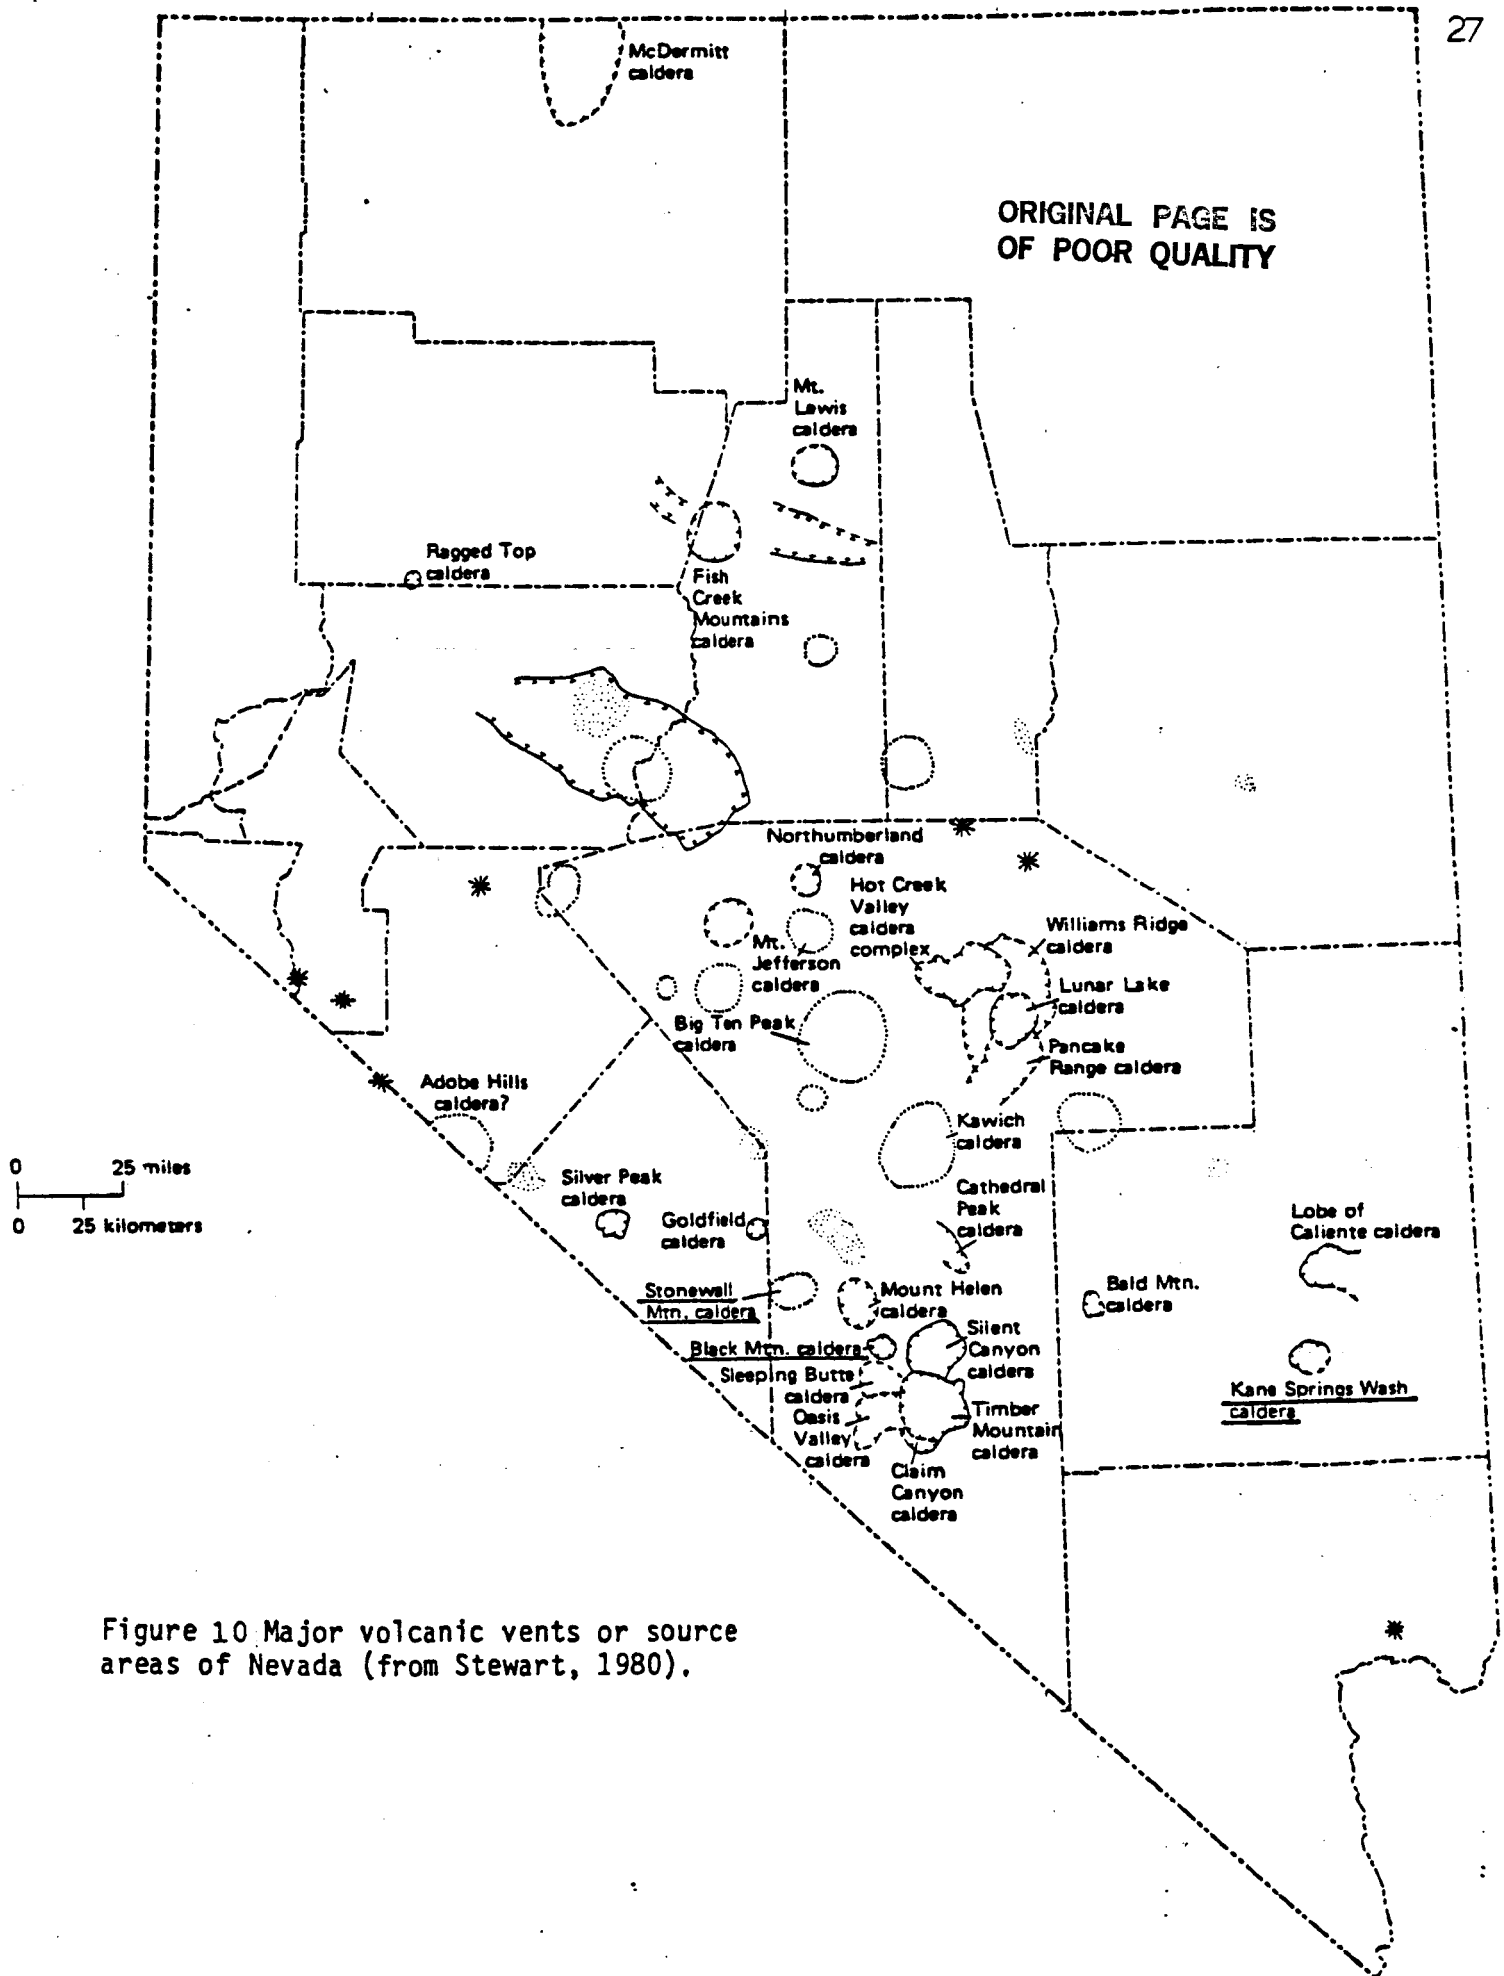 27
McDermitt
caldera
ORIGINAL PAGE IS
OF POOR QUALITY
Mt.
Lewis
caldera
Ragged Top
caldera
Fish
Creek
Mountains
caldera
Northumberland
caldera
Hot Creek
Valley
caldera
complex
Williams Ridge
caldera
Mt.
Jefferson
caldera
Lunar Lake
caldera
Big Ten Peak
caldera
Pancake
Range caldera
Adobe Hills
caldera?
Kawich
caldera
0 25 miles
0 25 kilometers
Silver Peak
caldera
Goldfield
caldera
Cathedral
Peak
caldera
Lobe of
Caliente caldera
Stonewall
Mtn. caldera
Mount Helen
caldera
Bald Mtn.
caldera
Black Mtn. caldera
Silent
Canyon
caldera
Sleeping Butte
caldera
Kane Springs Wash
caldera
Oasis
Valley
caldera
Timber
Mountain
caldera
Claim
Canyon
caldera
Figure 10 Major volcanic vents or source
areas of Nevada (from Stewart, 1980).